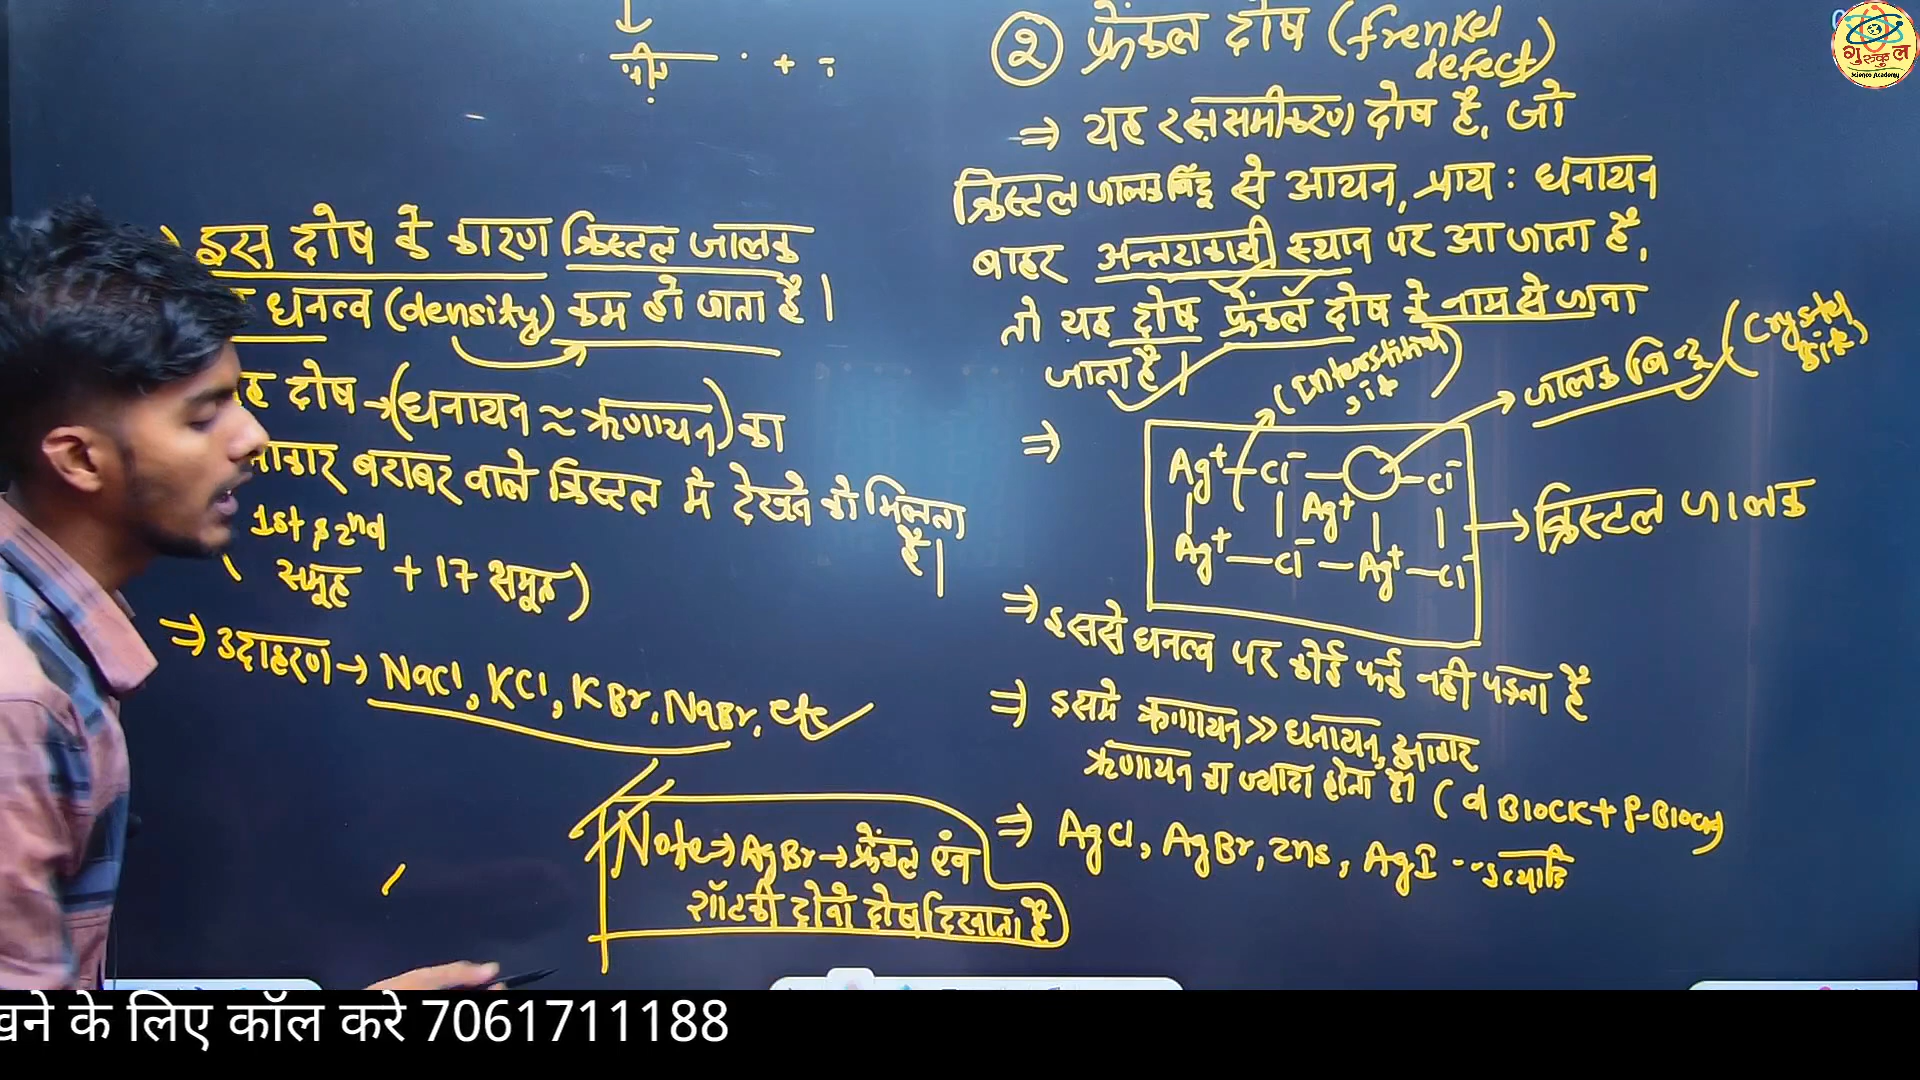 इस दोष के कारण क्रिस्टल जालक
धनत्व (density) कम हो जाता है।
दोष → (धनायन ≈ ऋणायन) का
आकार बराबर वाले क्रिस्टल में देखने को मिलता
है।
1st & 2nd
समूह + 17 समूह)
⇒ उदाहरण → NaCl, KCl, KBr, NaBr, etc
Note → AgBr → फ्रेंकल एंव
शॉटकी दोनो दोष दिखाता है
② फ्रेंकल दोष (frenkel
defect)
⇒ यह रससमीकरण दोष है, जो
क्रिस्टल जालक बिंदु से आयन, प्राय: धनायन
बाहर अन्तराकाशी स्थान पर आ जाता है,
तो यह दोष फ्रेंकल दोष के नाम से जाना
जाता है।
(Interstitial
sit)
जालक बिन्दु (Crystal
site)
⇒
Ag⁺ — Cl⁻ — — Cl⁻
Ag⁺
Ag⁺ — Cl⁻ — Ag⁺ — Cl⁻
→ क्रिस्टल जालक
⇒ इससे धनत्व पर कोई फर्क नही पड़ता है
⇒ इसमे ऋणायन >> धनायन, आकार
ऋणायन का ज्यादा होता है। (d Block + p-Block)
⇒ AgCl, AgBr, zns, AgI -- इत्यादि
गुरुकुल
Science Academy
खने के लिए कॉल करे 7061711188